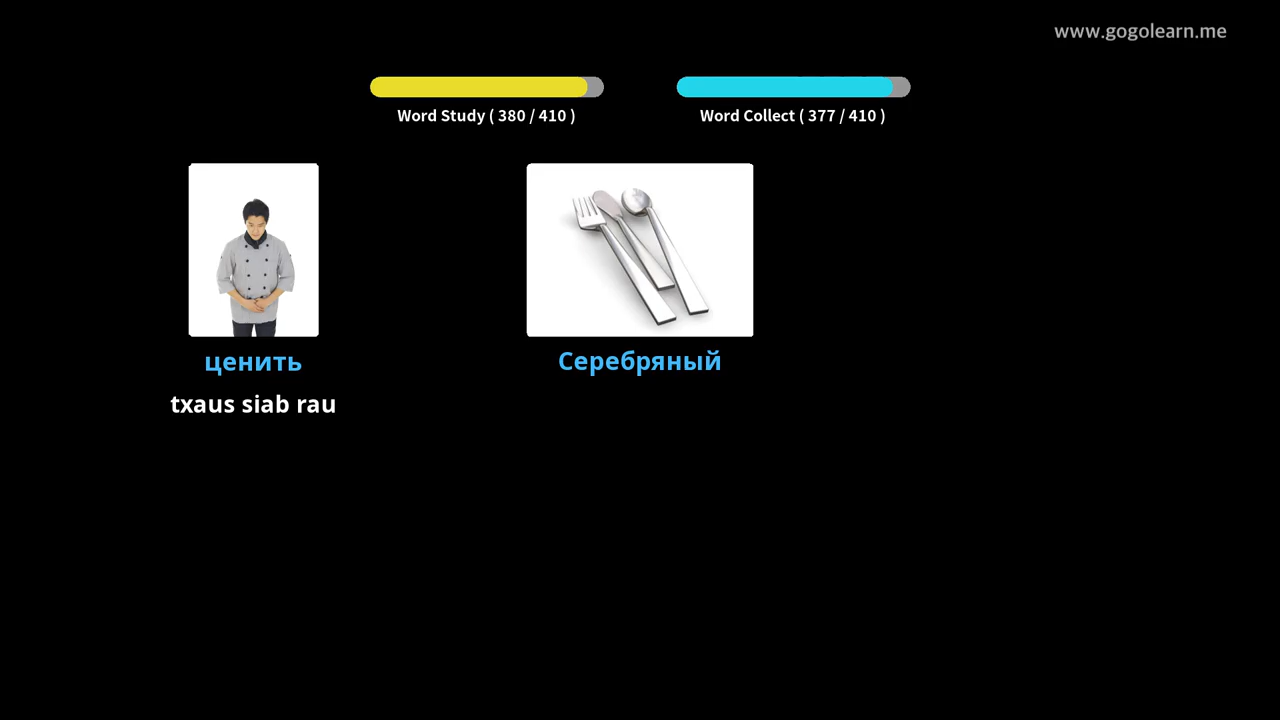 www.gogolearn.me
Word Study ( 380 / 410 )
Word Collect ( 377 / 410 )
ценить
Серебряный
txaus siab rau